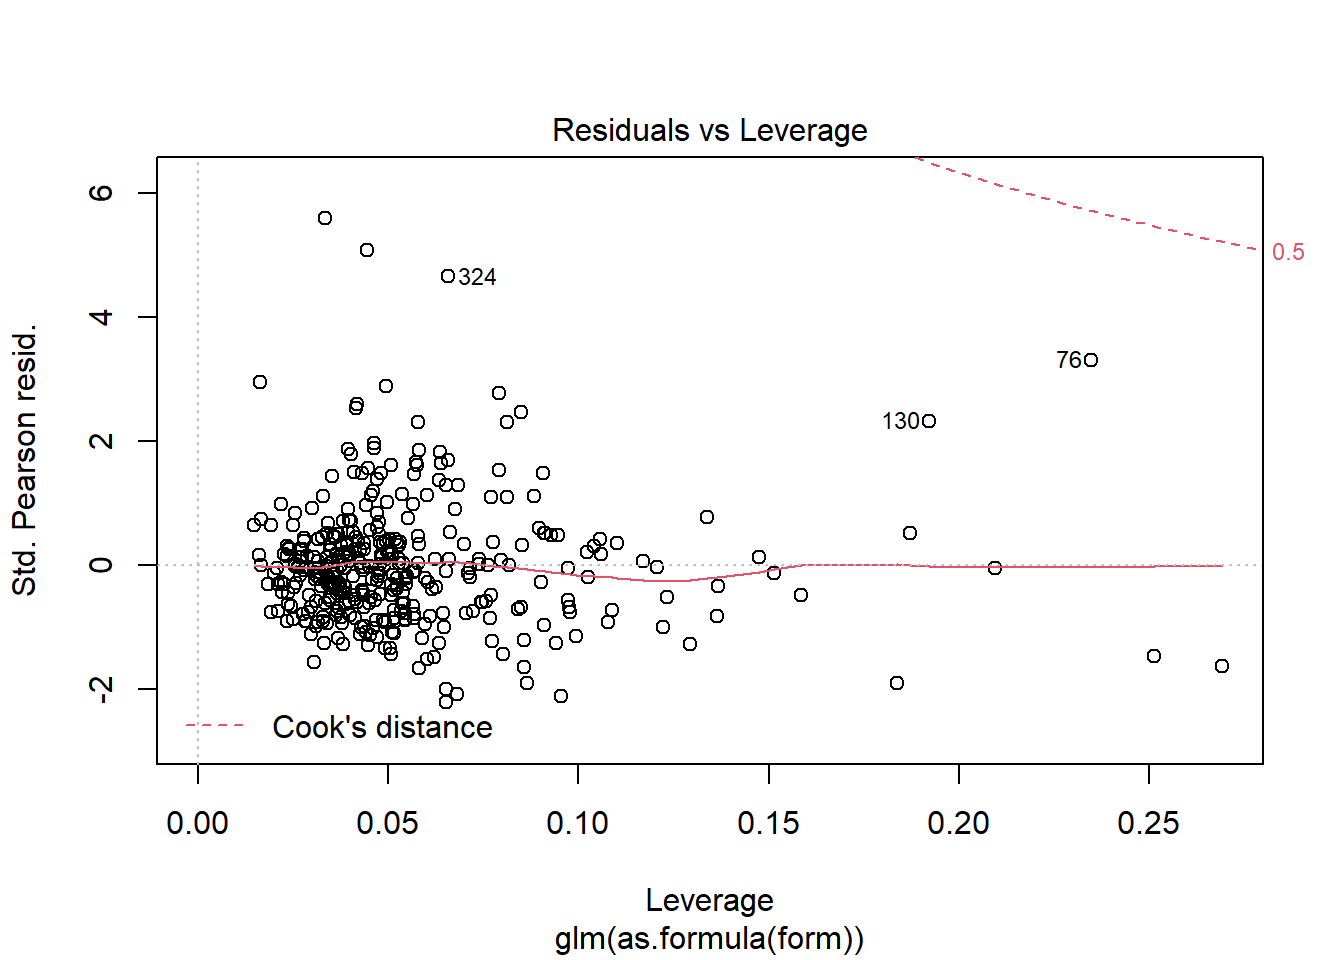 Residuals vs Leverage
Std. Pearson resid.
6
4
2
0
-2
0.5
324
76
130
Cook's distance
0.00 0.05 0.10 0.15 0.20 0.25
Leverage
glm(as.formula(form))